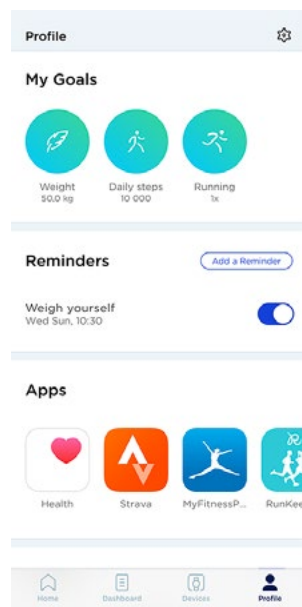 Profile
My Goals
Weight
50,0 kg
Daily steps
10 000
Running
1x
Reminders
Add a Reminder
Weigh yourself
Wed Sun, 10:30
Apps
Health
Strava
MyFitnessP...
RunKee
Home
Dashboard
Devices
Profile